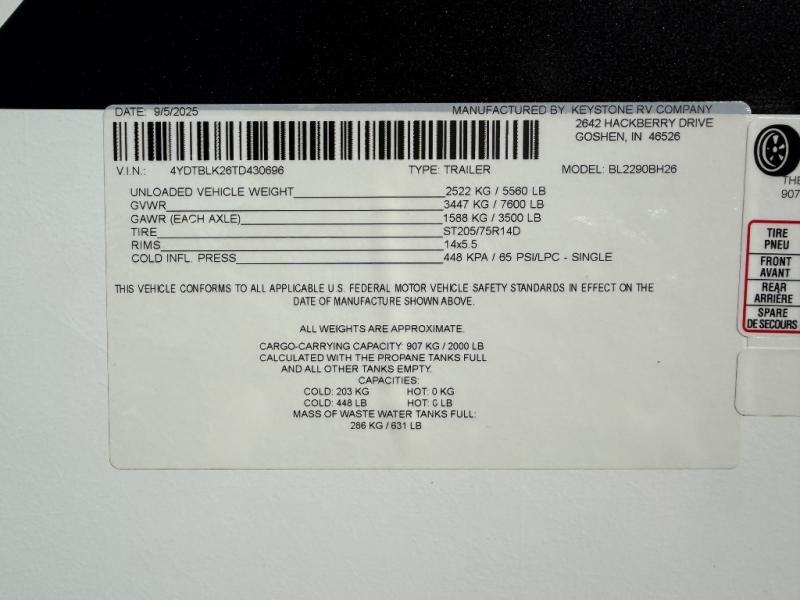 DATE: 9/5/2025 MANUFACTURED BY KEYSTONE RV COMPANY
2642 HACKBERRY DRIVE
GOSHEN, IN 46526
V.I.N.: 4YDTBLK26TD430696 TYPE: TRAILER MODEL: BL2290BH26
UNLOADED VEHICLE WEIGHT 2522 KG / 5560 LB
GVWR 3447 KG / 7600 LB
GAWR (EACH AXLE) 1588 KG / 3500 LB
TIRE ST205/75R14D
RIMS 14x5.5
COLD INFL. PRESS 448 KPA / 65 PSI/LPC - SINGLE
THIS VEHICLE CONFORMS TO ALL APPLICABLE U.S. FEDERAL MOTOR VEHICLE SAFETY STANDARDS IN EFFECT ON THE
DATE OF MANUFACTURE SHOWN ABOVE.
ALL WEIGHTS ARE APPROXIMATE.
CARGO-CARRYING CAPACITY: 907 KG / 2000 LB
CALCULATED WITH THE PROPANE TANKS FULL
AND ALL OTHER TANKS EMPTY.
CAPACITIES:
COLD: 203 KG HOT: 0 KG
COLD: 448 LB HOT: 0 LB
MASS OF WASTE WATER TANKS FULL:
286 KG / 631 LB
THE
907
TIRE
PNEU
FRONT
AVANT
REAR
ARRIÈRE
SPARE
DE SECOURS